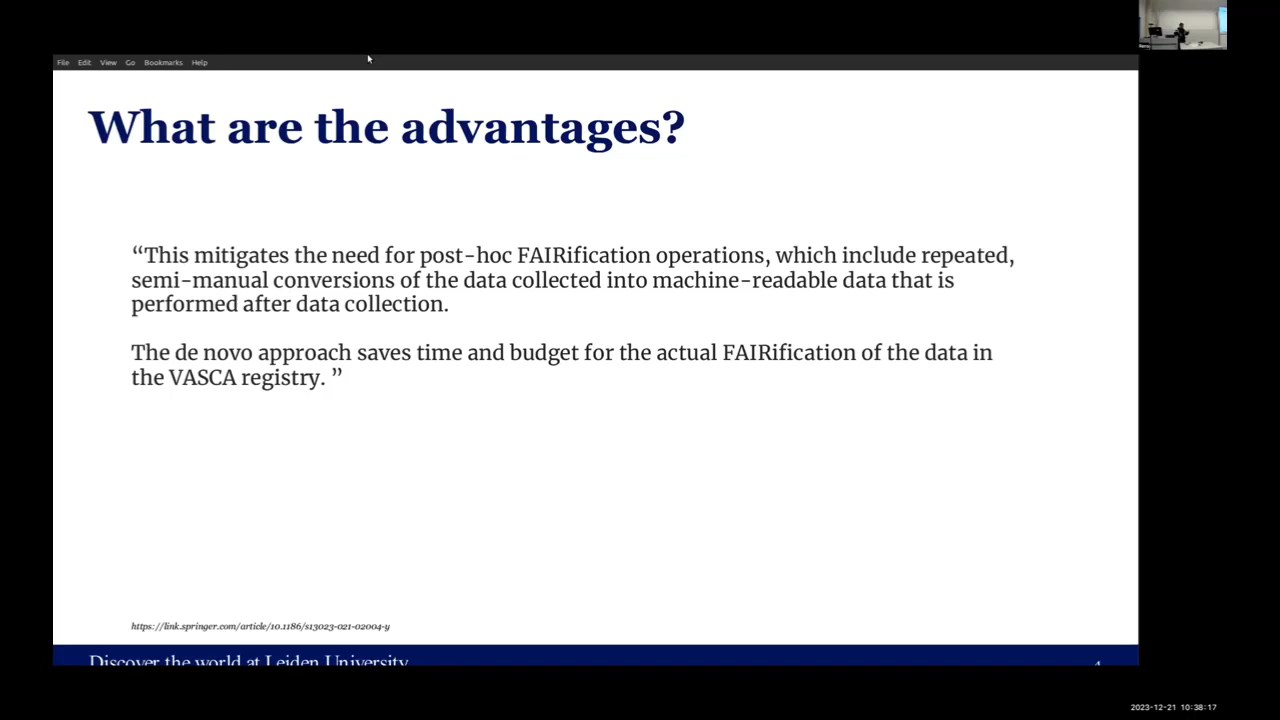 File Edit View Go Bookmarks Help
What are the advantages?
“This mitigates the need for post-hoc FAIRification operations, which include repeated,
semi-manual conversions of the data collected into machine-readable data that is
performed after data collection.
The de novo approach saves time and budget for the actual FAIRification of the data in
the VASCA registry. ”
https://link.springer.com/article/10.1186/s13023-021-02004-y
Discover the world at Leiden University
4
2023-12-21 10:38:17